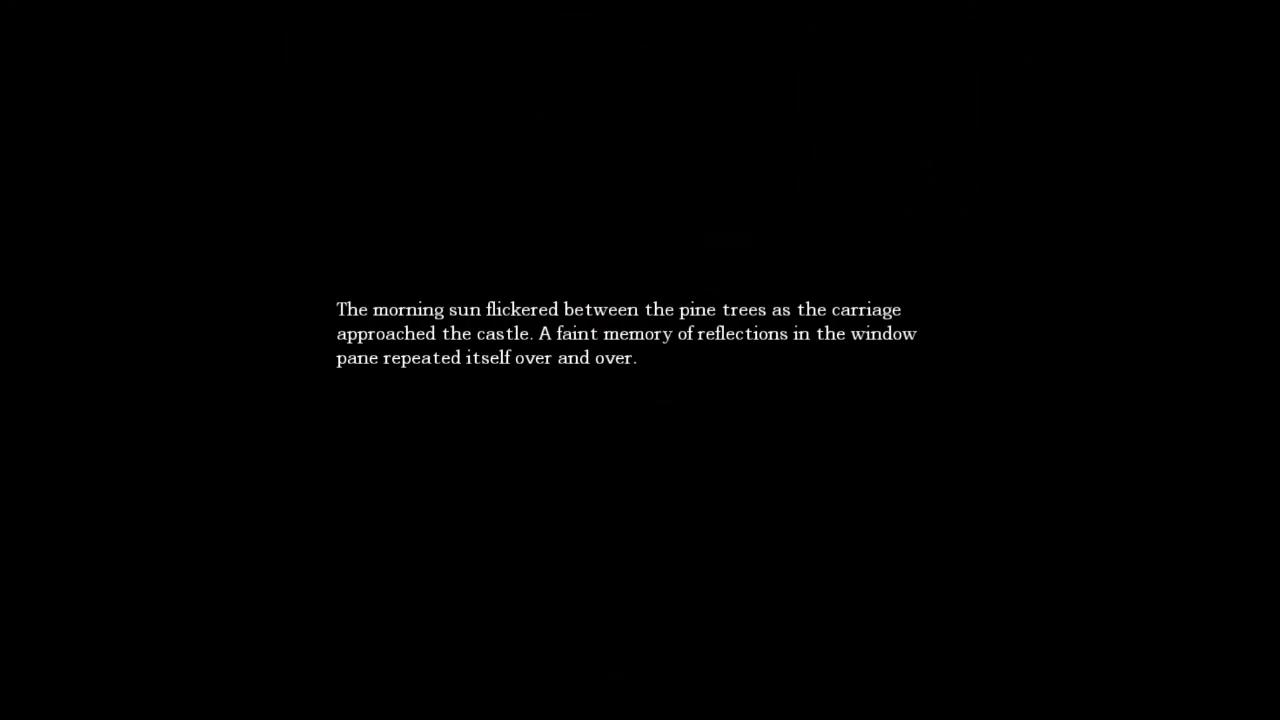 The morning sun flickered between the pine trees as the carriage
approached the castle. A faint memory of reflections in the window
pane repeated itself over and over.